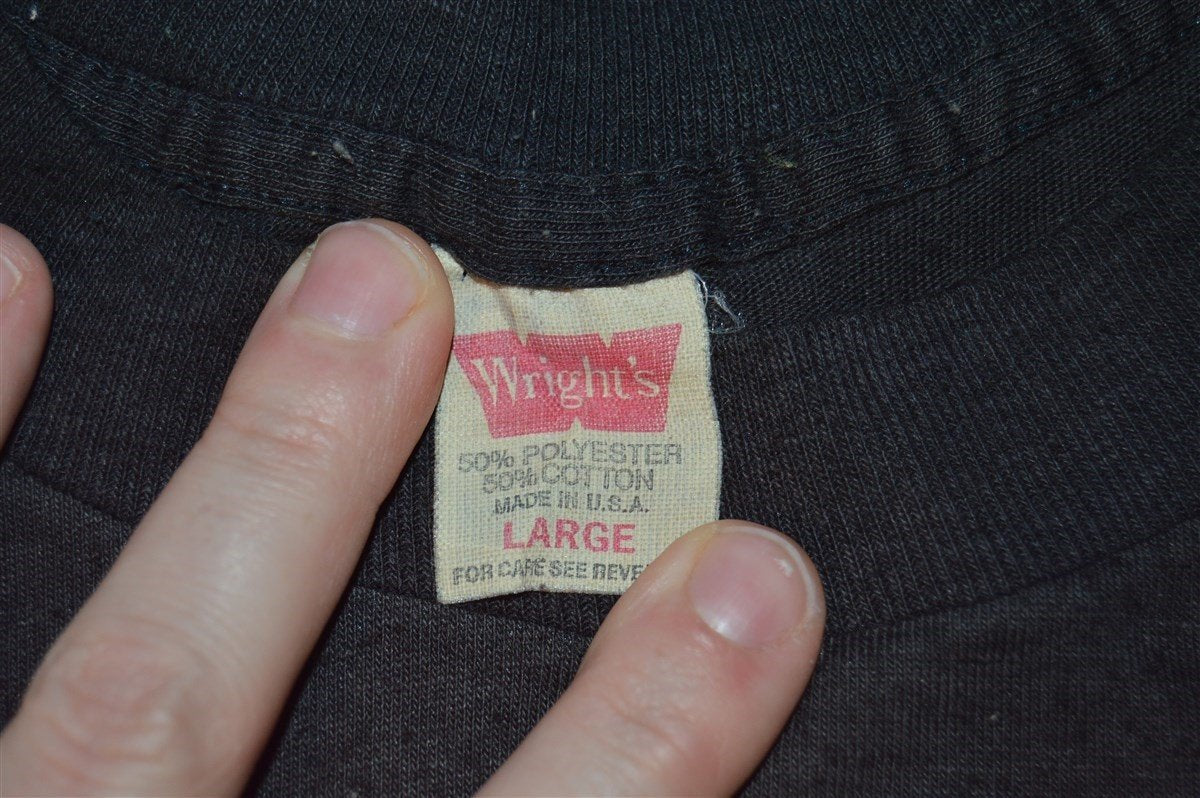 Wright's
50% POLYESTER
50% COTTON
MADE IN U.S.A.
LARGE
FOR CARE SEE